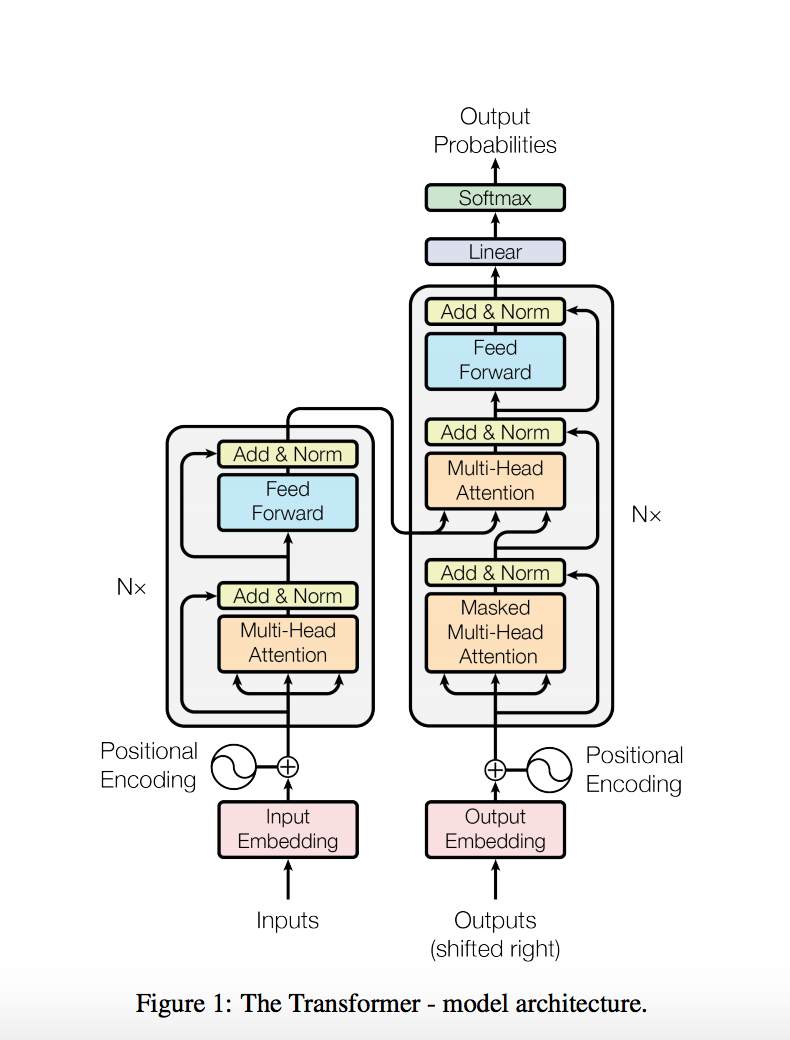 Output
Probabilities
Softmax
Linear
Add & Norm
Feed
Forward
Add & Norm
Multi-Head
Attention
Add & Norm
Masked
Multi-Head
Attention
Nx
Add & Norm
Feed
Forward
Add & Norm
Multi-Head
Attention
Nx
Positional
Encoding
Positional
Encoding
Input
Embedding
Output
Embedding
Inputs
Outputs
(shifted right)
Figure 1: The Transformer - model architecture.